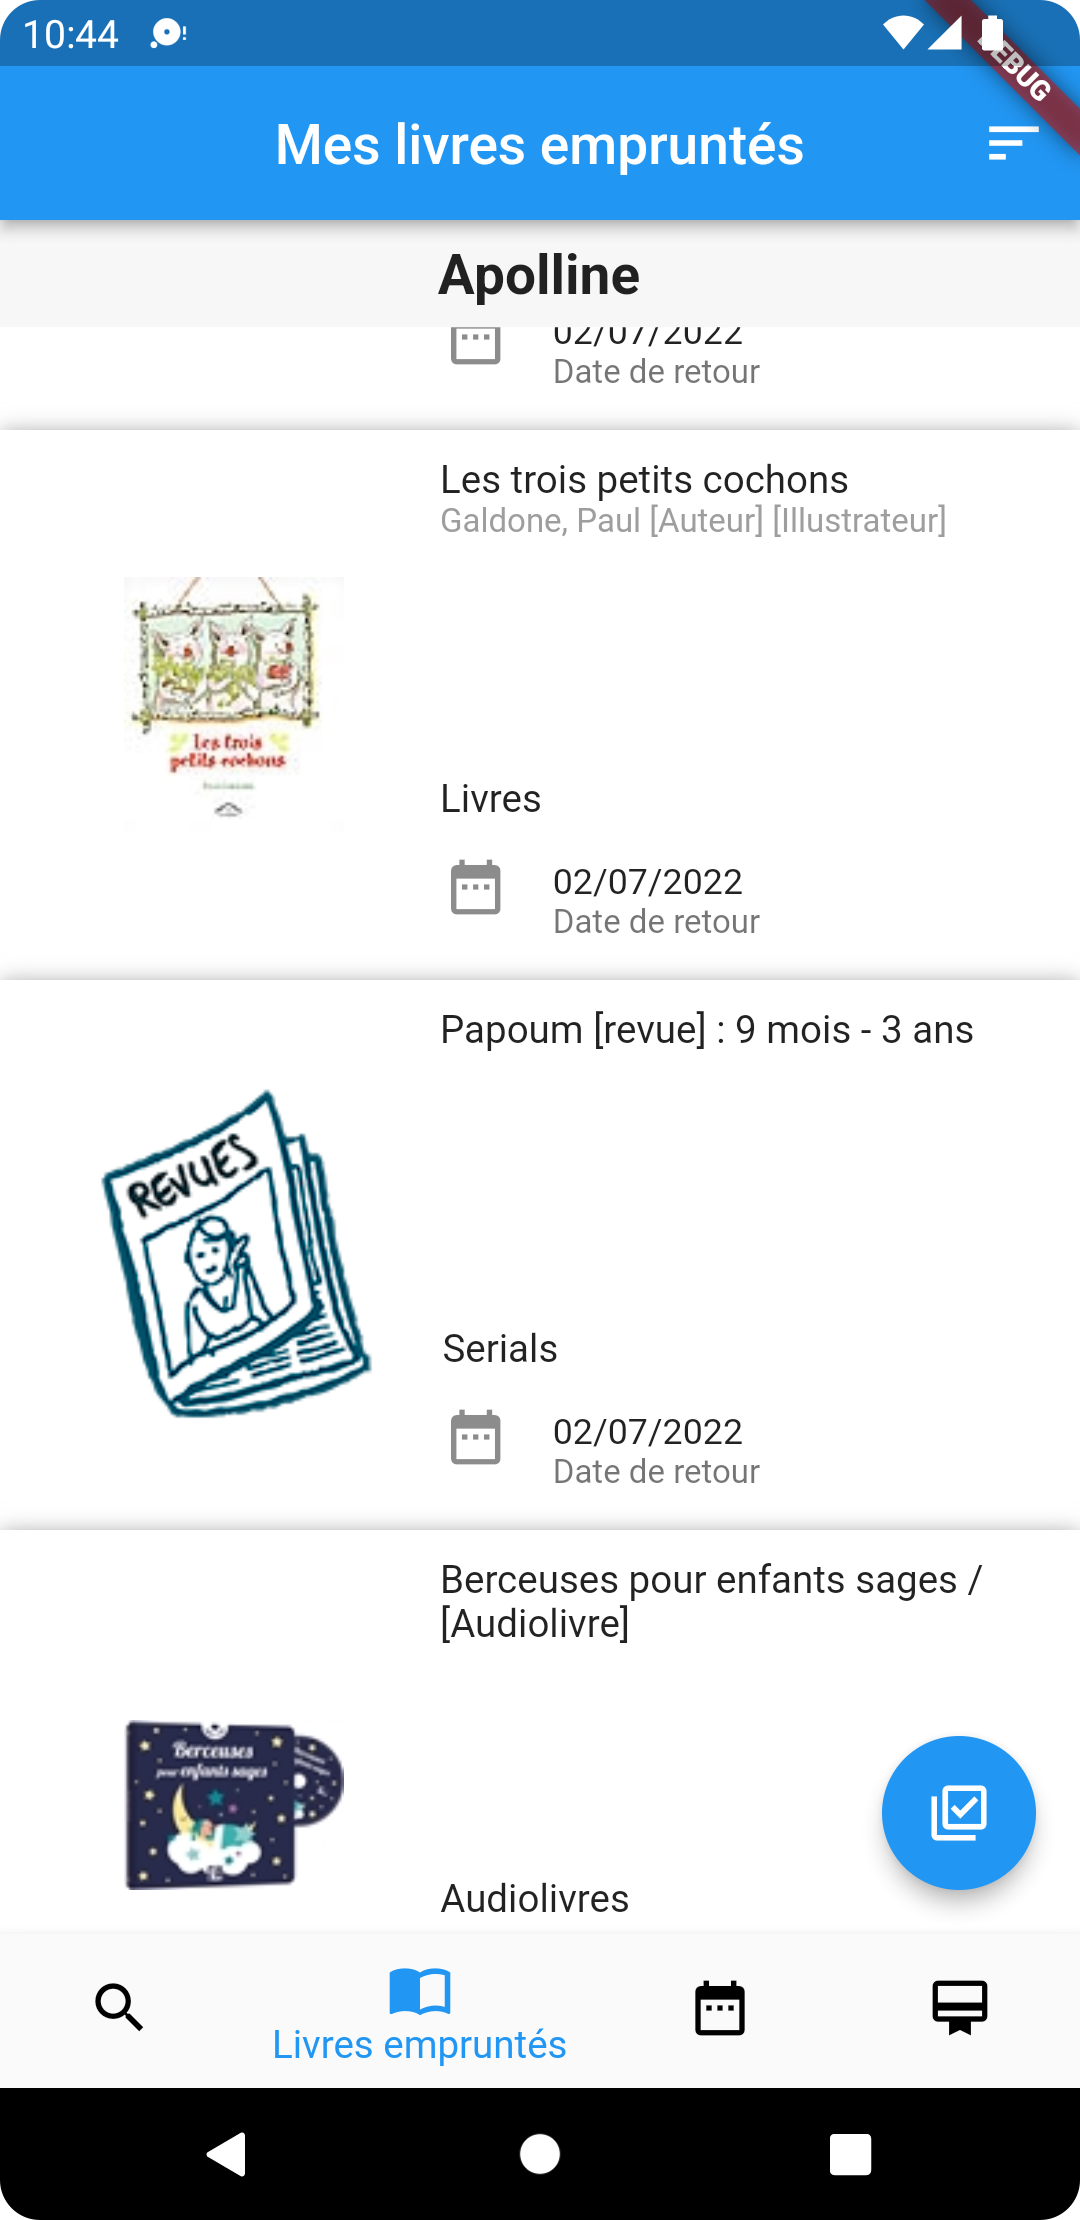 10:44
DEBUG
Mes livres empruntés
Apolline
02/07/2022
Date de retour
Les trois petits cochons
Galdone, Paul [Auteur] [Illustrateur]
Les trois
petits cochons
Livres
02/07/2022
Date de retour
Papoum [revue] : 9 mois - 3 ans
REVUES
Serials
02/07/2022
Date de retour
Berceuses pour enfants sages /
[Audiolivre]
Berceuses
pour enfants sages
Audiolivres
Livres empruntés